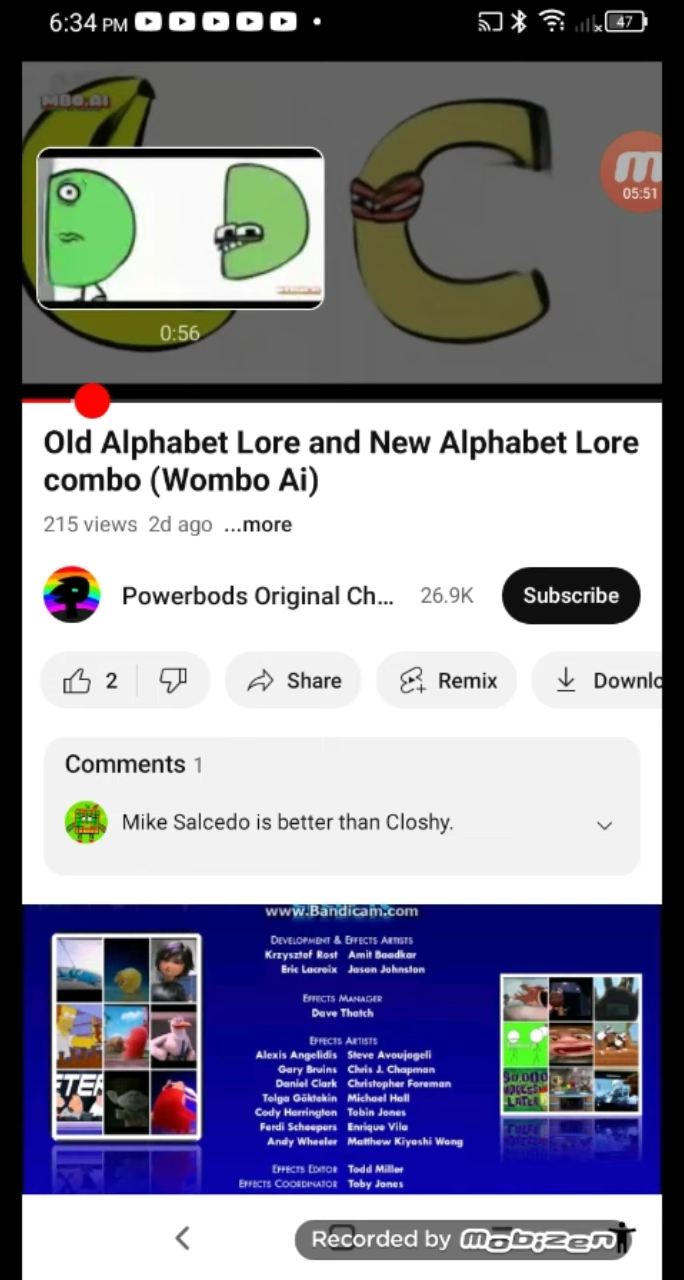 6:34 PM
47
MBO.AI
05:51
0:56
Old Alphabet Lore and New Alphabet Lore
combo (Wombo Ai)
215 views 2d ago ...more
Powerbods Original Ch... 26.9K Subscribe
2 Share Remix Downlo
Comments 1
Mike Salcedo is better than Closhy.
www.Bandicam.com
DEVELOPMENT & EFFECTS ARTISTS
Krzysztof Rost Amit Baadkar
Eric Lacroix Jason Johnston
EFFECTS MANAGER
Dave Thatch
EFFECTS ARTISTS
Alexis Angelidis Steve Avoujageli
Gary Bruins Chris J. Chapman
Daniel Clark Christopher Foreman
Tolga Göktekin Michael Hall
Cody Harrington Tobin Jones
Ferdi Scheepers Enrique Vila
Andy Wheeler Matthew Kiyoshi Wong
EFFECTS EDITOR Todd Miller
EFFECTS COORDINATOR Toby Jones
Recorded by mobizen